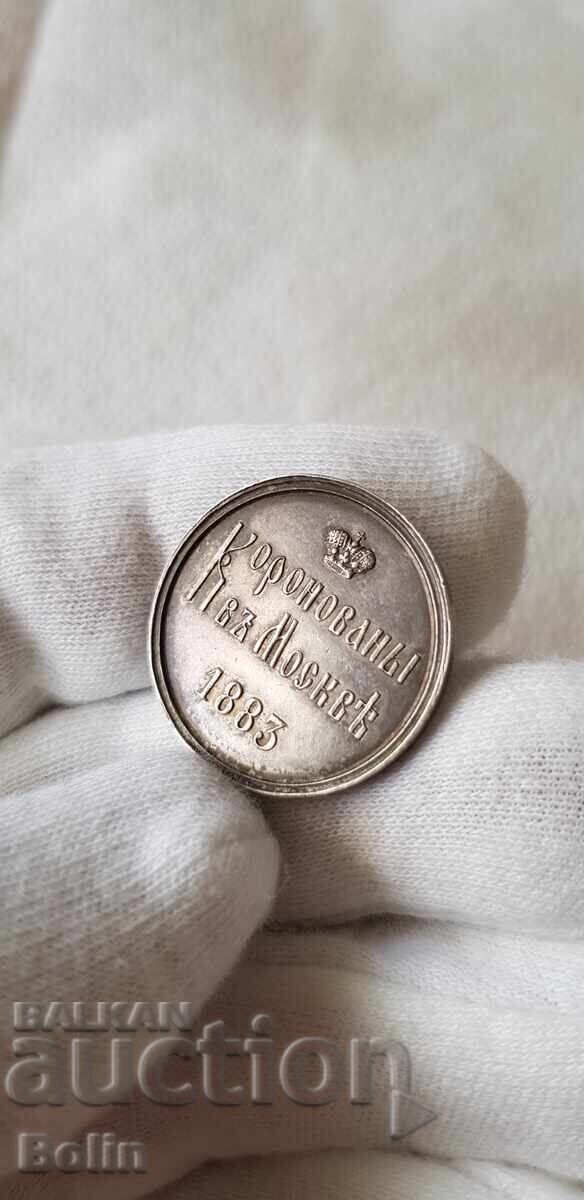 Коронованы
въ Москвѣ
1883
BALKAN
auction
Bolin